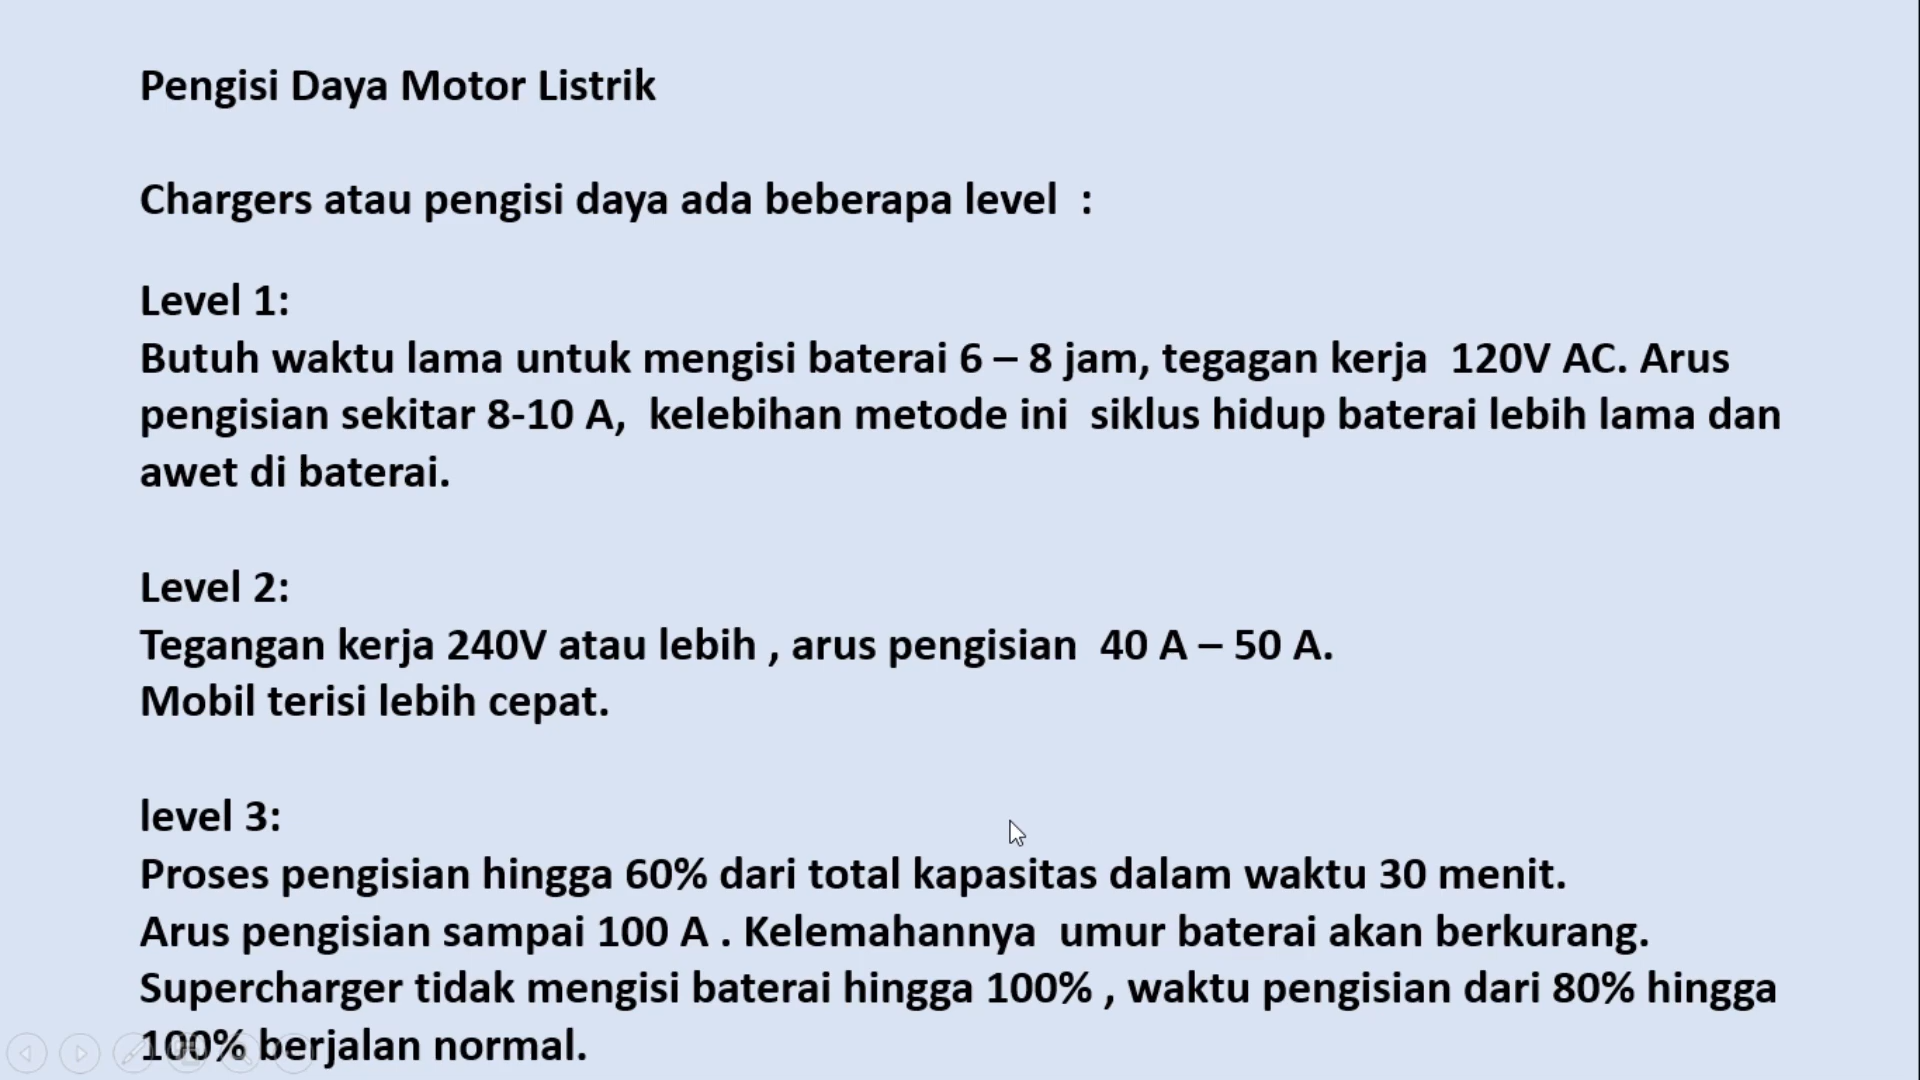 Pengisi Daya Motor Listrik
Chargers atau pengisi daya ada beberapa level :
Level 1:
Butuh waktu lama untuk mengisi baterai 6 – 8 jam, tegagan kerja 120V AC. Arus
pengisian sekitar 8-10 A, kelebihan metode ini siklus hidup baterai lebih lama dan
awet di baterai.
Level 2:
Tegangan kerja 240V atau lebih , arus pengisian 40 A – 50 A.
Mobil terisi lebih cepat.
level 3:
Proses pengisian hingga 60% dari total kapasitas dalam waktu 30 menit.
Arus pengisian sampai 100 A . Kelemahannya umur baterai akan berkurang.
Supercharger tidak mengisi baterai hingga 100% , waktu pengisian dari 80% hingga
100% berjalan normal.